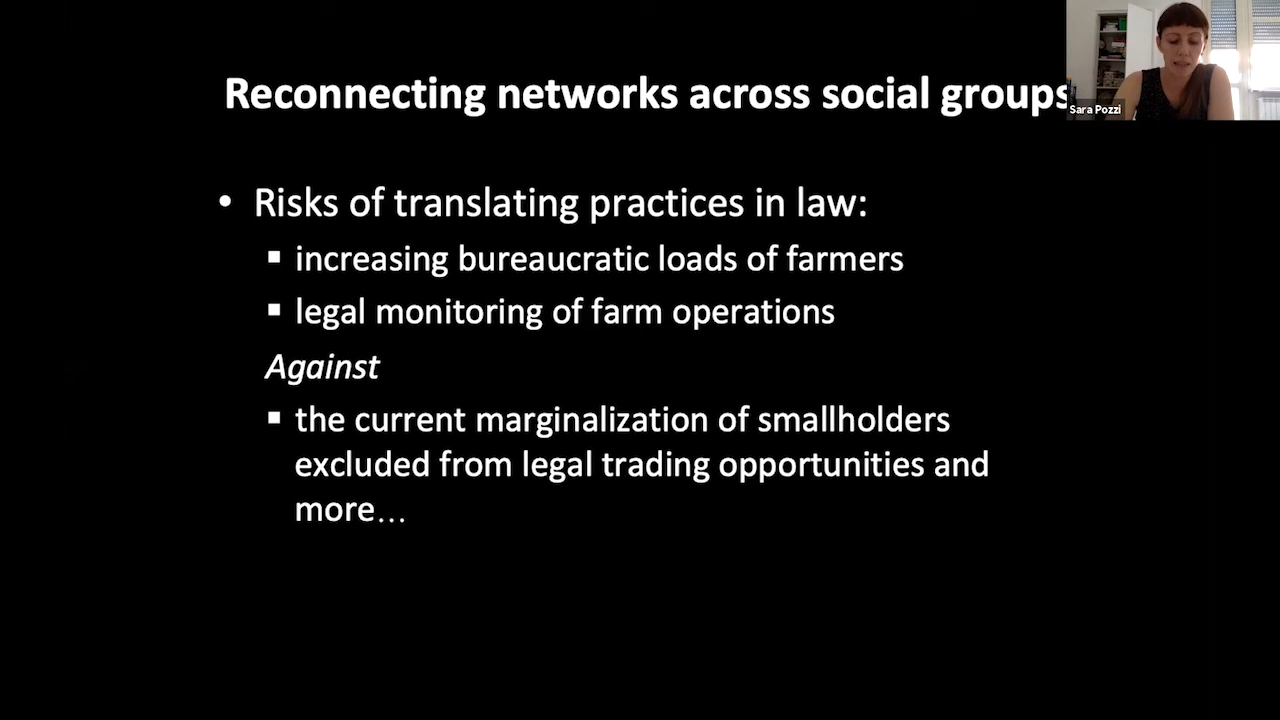 Reconnecting networks across social groups
Sara Pozzi
• Risks of translating practices in law:
▪ increasing bureaucratic loads of farmers
▪ legal monitoring of farm operations
Against
▪ the current marginalization of smallholders
excluded from legal trading opportunities and
more…